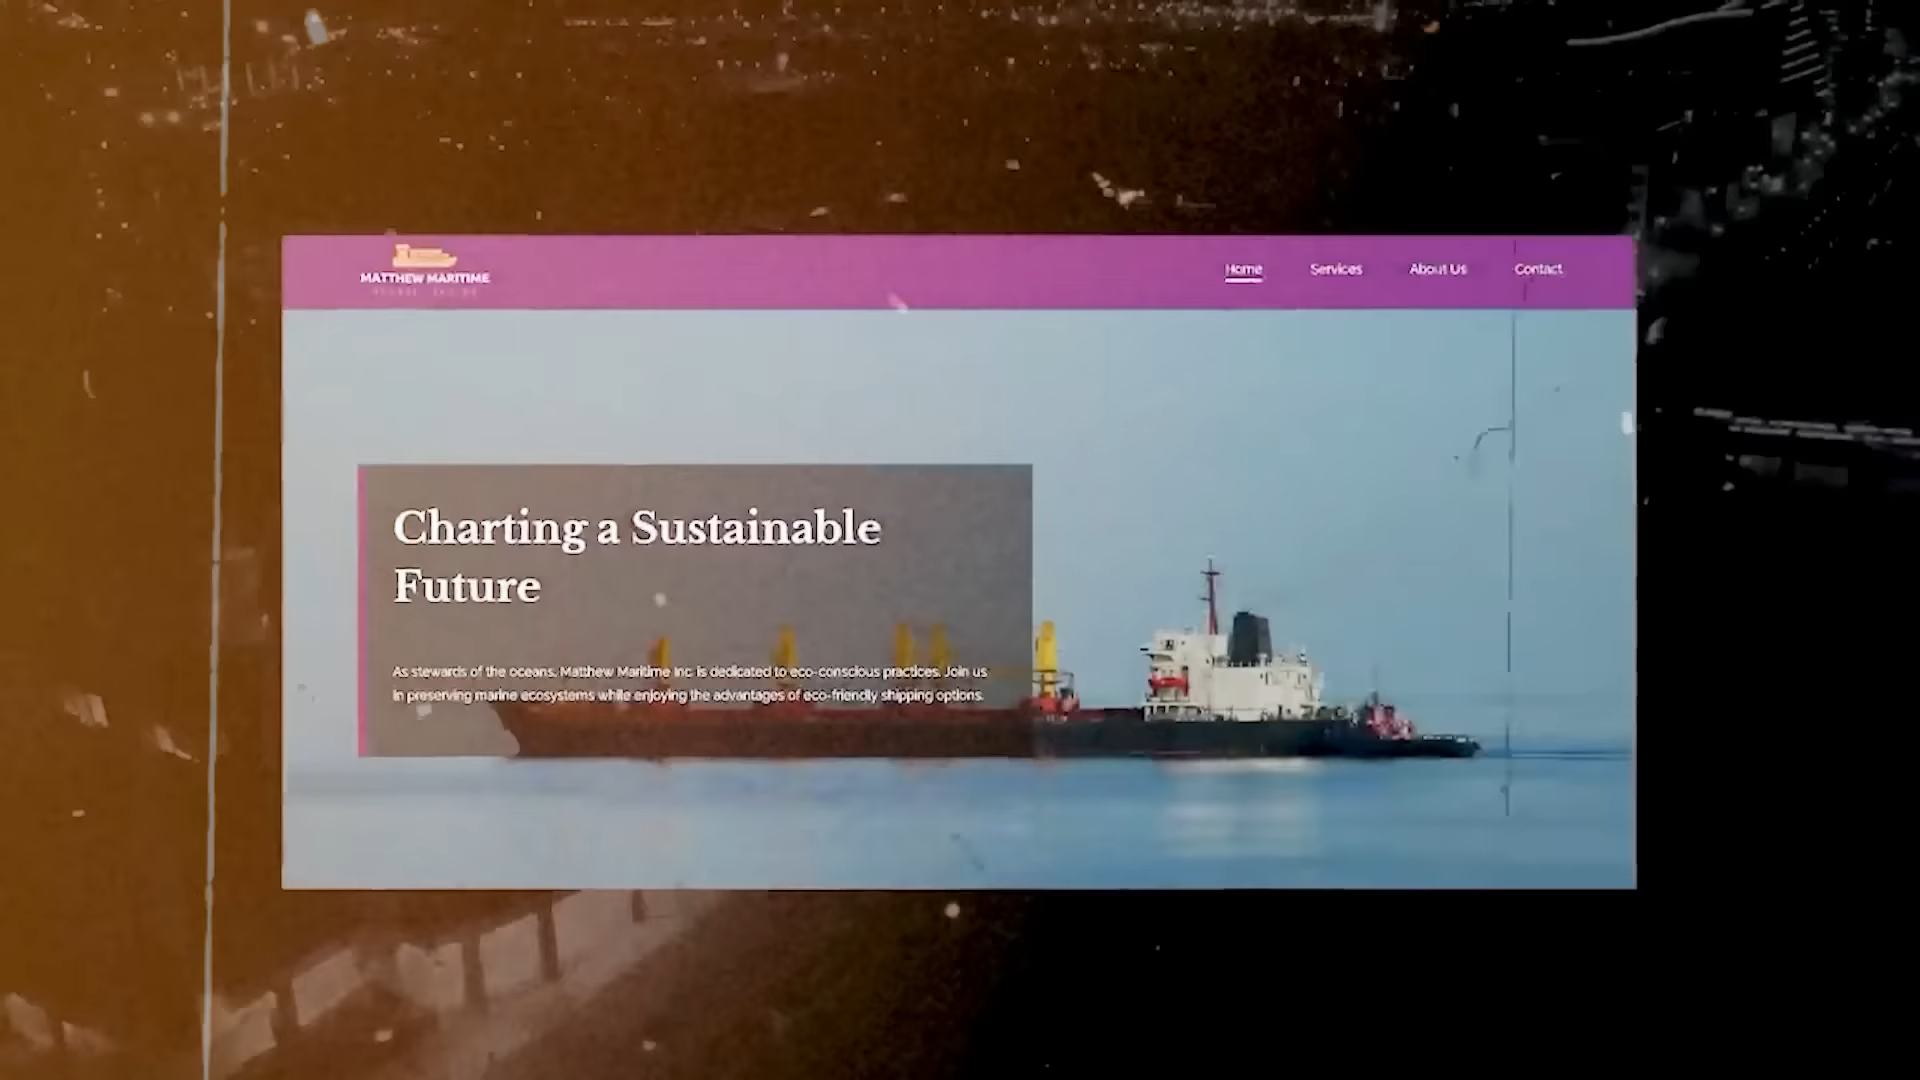 MATTHEW MARITIME
Home Services About Us Contact
Charting a Sustainable
Future
As stewards of the oceans, Matthew Maritime Inc. is dedicated to eco-conscious practices. Join us
in preserving marine ecosystems while enjoying the advantages of eco-friendly shipping options.